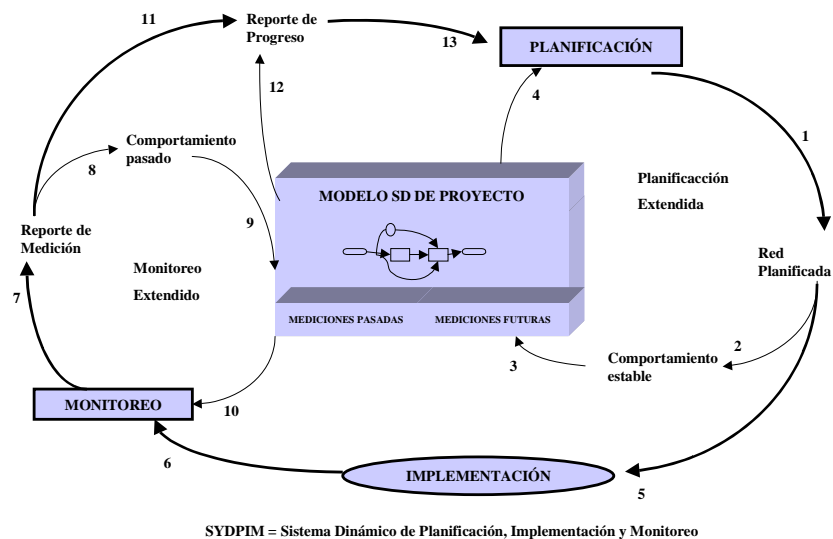 11
Reporte de
Progreso
13
PLANIFICACIÓN
12
4
1
Comportamiento
pasado
8
MODELO SD DE PROYECTO
Planificacción
Extendida
9
Reporte de
Medición
Monitoreo
Extendido
Red
Planificada
7
MEDICIONES PASADAS
MEDICIONES FUTURAS
3
Comportamiento
estable
2
MONITOREO
10
6
IMPLEMENTACIÓN
5
SYDPIM = Sistema Dinámico de Planificación, Implementación y Monitoreo